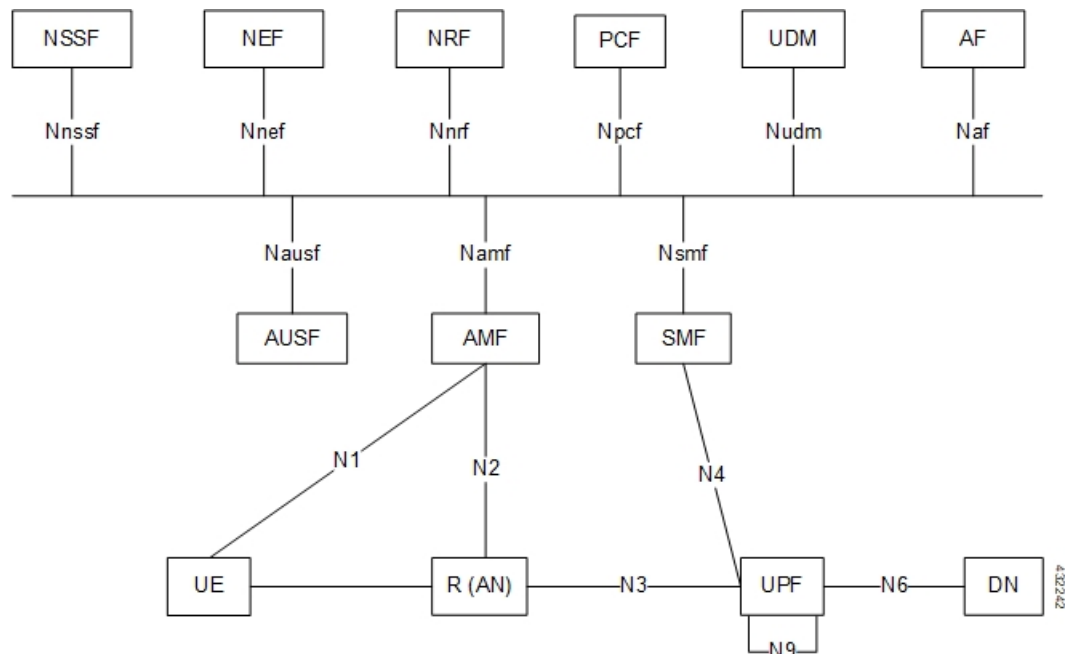 NSSF NEF NRF PCF UDM AF
Nnssf Nnef Nnrf Npcf Nudm Naf
Nausf Namf Nsmf
AUSF AMF SMF
N1 N2 N4
UE R (AN) N3 UPF N6 DN
N9
432242